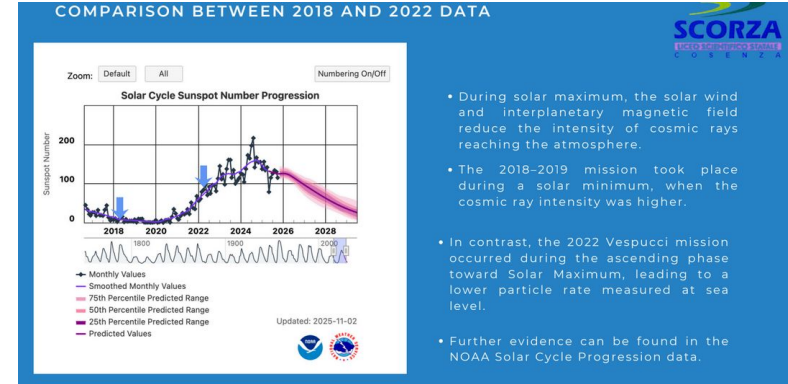 COMPARISON BETWEEN 2018 AND 2022 DATA
SCORZA
LICEO SCIENTIFICO STATALE
COSENZA
Zoom: Default All Numbering On/Off
Solar Cycle Sunspot Number Progression
Sunspot Number
200
100
0
2018 2020 2022 2024 2026 2028
1800 1900 2000
Monthly Values
Smoothed Monthly Values
75th Percentile Predicted Range
50th Percentile Predicted Range
25th Percentile Predicted Range
Predicted Values
Updated: 2025-11-02
• During solar maximum, the solar wind
and interplanetary magnetic field
reduce the intensity of cosmic rays
reaching the atmosphere.
• The 2018–2019 mission took place
during a solar minimum, when the
cosmic ray intensity was higher.
• In contrast, the 2022 Vespucci mission
occurred during the ascending phase
toward Solar Maximum, leading to a
lower particle rate measured at sea
level.
• Further evidence can be found in the
NOAA Solar Cycle Progression data.